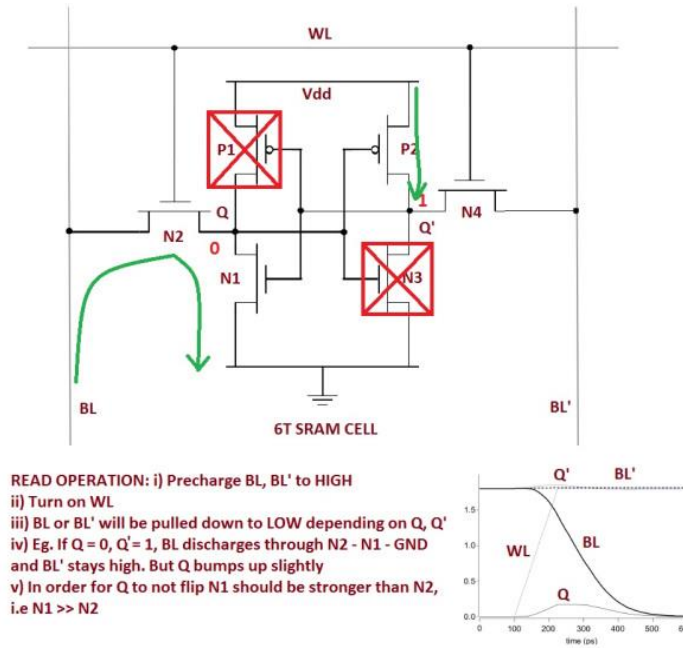 WL
Vdd
P1
P2
1
Q
Q'
N4
N2
0
N1
N3
BL
BL'
6T SRAM CELL
READ OPERATION: i) Precharge BL, BL' to HIGH
ii) Turn on WL
iii) BL or BL' will be pulled down to LOW depending on Q, Q'
iv) Eg. If Q = 0, Q'= 1, BL discharges through N2 - N1 - GND
and BL' stays high. But Q bumps up slightly
v) In order for Q to not flip N1 should be stronger than N2,
i.e N1 >> N2
Q' BL'
1.5
WL BL
1.0
0.5
Q
0.0
0 100 200 300 400 500
time (ps)